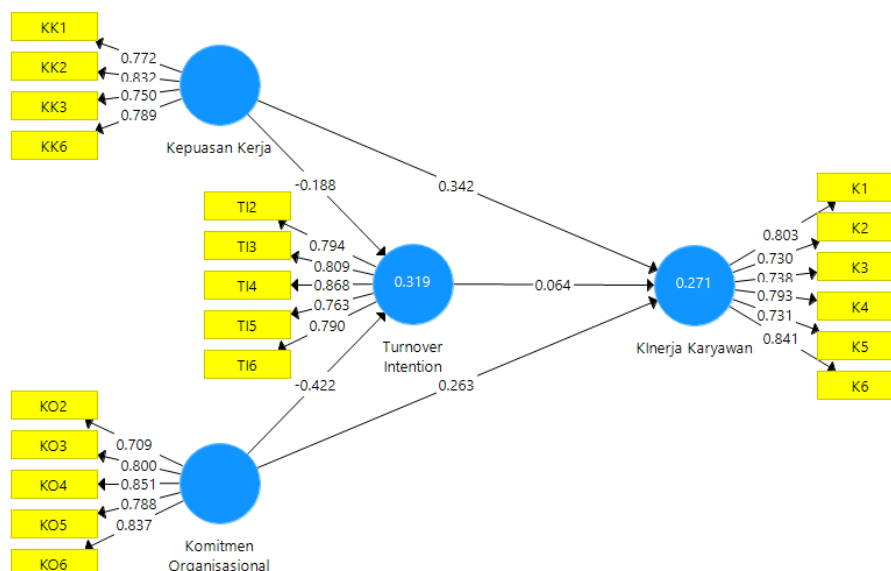 KK1
KK2
KK3
KK6
0.772
0.832
0.750
0.789
Kepuasan Kerja
-0.188
0.342
TI2
TI3
TI4
TI5
TI6
0.794
0.809
0.868
0.763
0.790
0.319
Turnover
Intention
0.064
0.271
KInerja Karyawan
0.803
0.730
0.738
0.793
0.731
0.841
K1
K2
K3
K4
K5
K6
-0.422
0.263
KO2
KO3
KO4
KO5
KO6
0.709
0.800
0.851
0.788
0.837
Komitmen
Organisasional